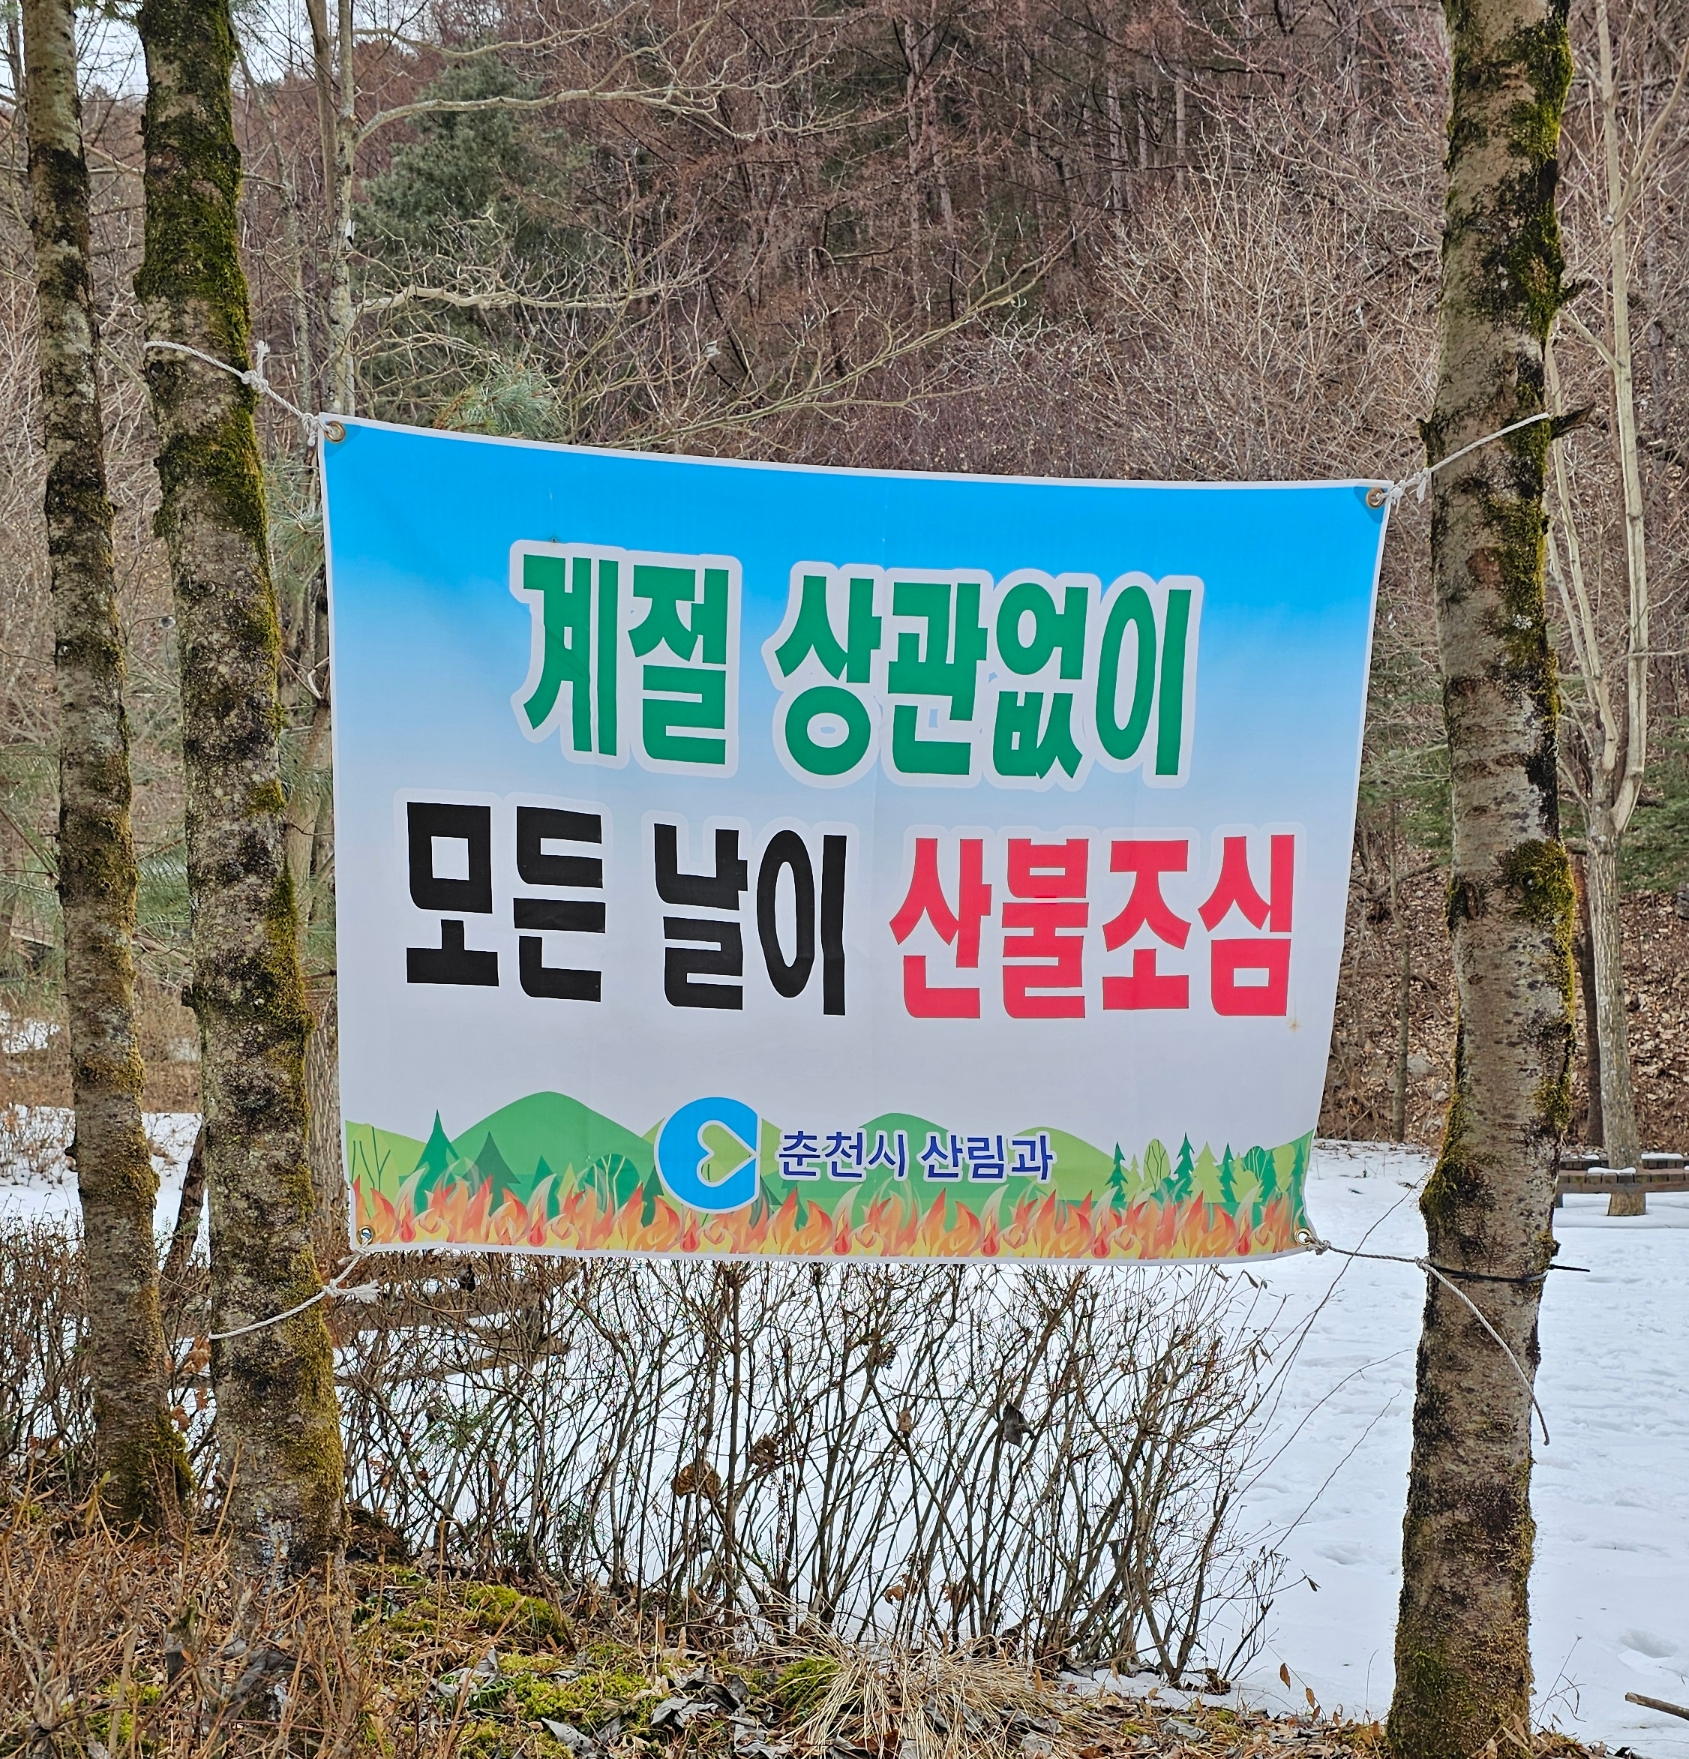 계절 상관없이
모든 날이 산불조심
춘천시 산림과